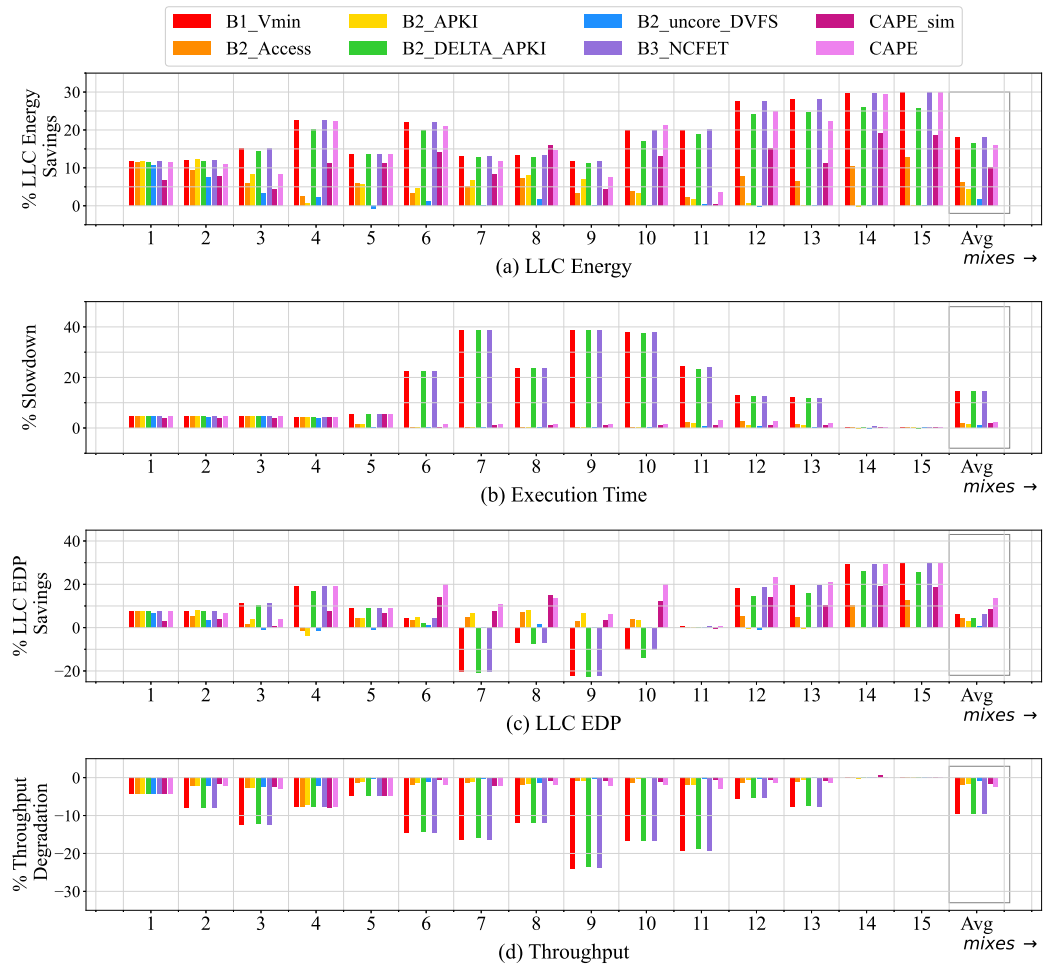 B1_Vmin B2_APKI B2_uncore_DVFS CAPE_sim
B2_Access B2_DELTA_APKI B3_NCFET CAPE
% LLC Energy
Savings
30
20
10
0
1 2 3 4 5 6 7 8 9 10 11 12 13 14 15 Avg
mixes →
(a) LLC Energy
% Slowdown
40
20
0
1 2 3 4 5 6 7 8 9 10 11 12 13 14 15 Avg
mixes →
(b) Execution Time
% LLC EDP
Savings
40
20
0
−20
1 2 3 4 5 6 7 8 9 10 11 12 13 14 15 Avg
mixes →
(c) LLC EDP
% Throughput
Degradation
0
−10
−20
−30
1 2 3 4 5 6 7 8 9 10 11 12 13 14 15 Avg
mixes →
(d) Throughput